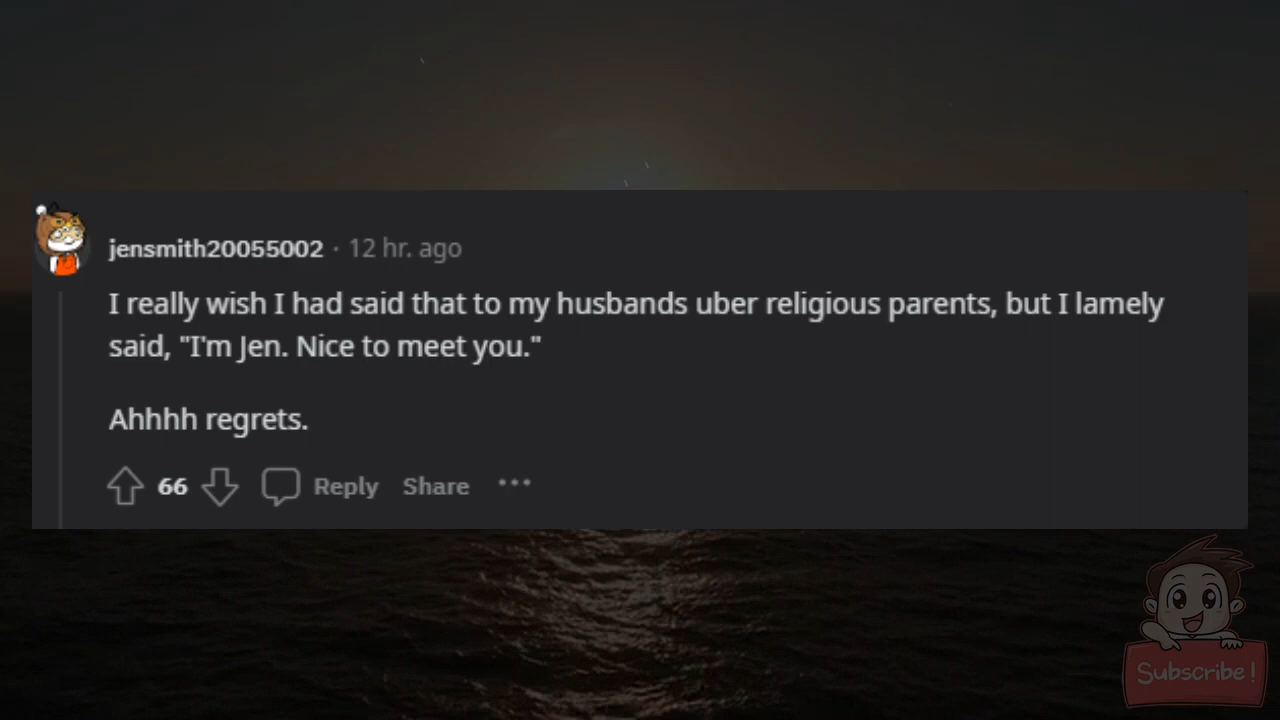 jensmith20055002 · 12 hr. ago
I really wish I had said that to my husbands uber religious parents, but I lamely
said, "I'm Jen. Nice to meet you."
Ahhhh regrets.
66 Reply Share •••
Subscribe!